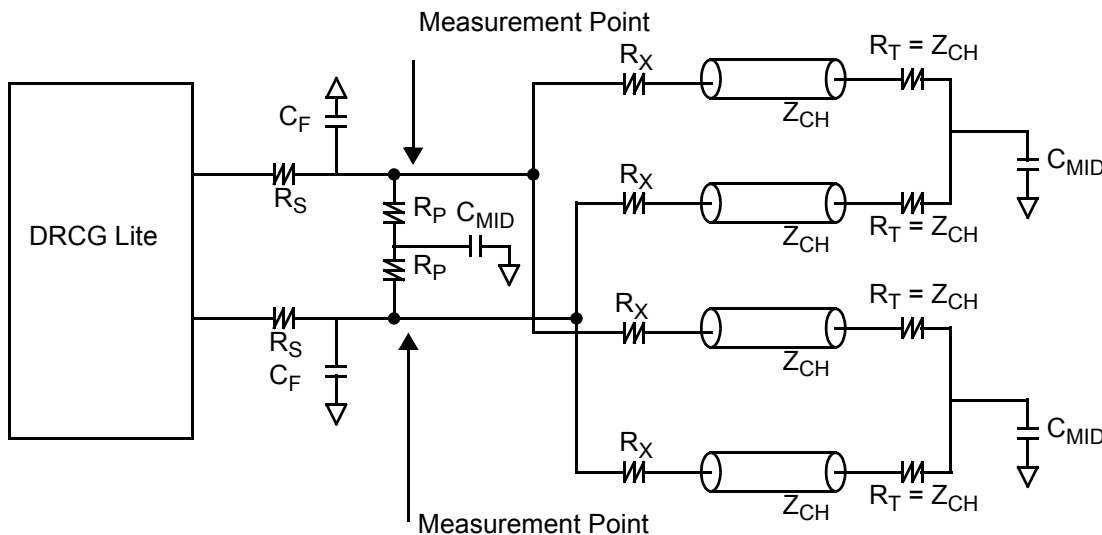 Measurement Point
R_X
R_T = Z_CH
Z_CH
C_F
R_S
C_MID
R_X
R_T = Z_CH
Z_CH
R_P
C_MID
DRCG Lite
R_P
R_X
R_T = Z_CH
Z_CH
R_S
C_F
C_MID
R_X
R_T = Z_CH
Z_CH
Measurement Point